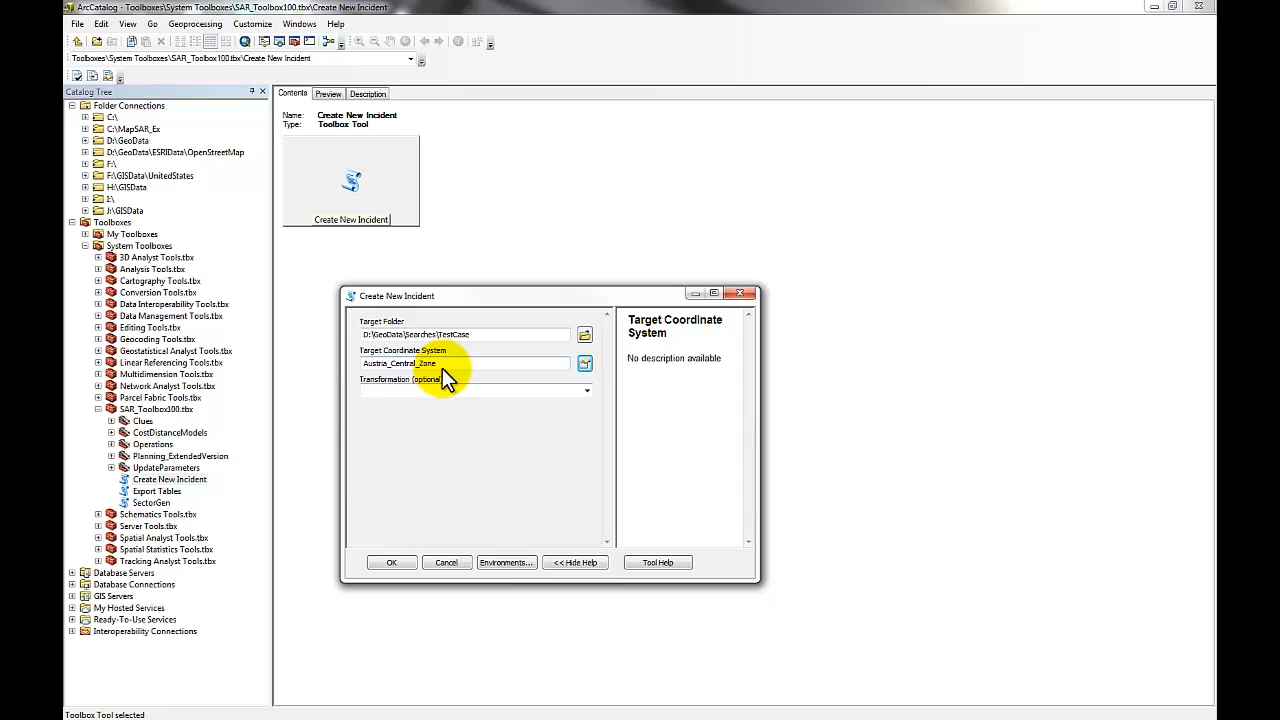 ArcCatalog - Toolboxes\System Toolboxes\SAR_Toolbox100.tbx\Create New Incident
File Edit View Go Geoprocessing Customize Windows Help
Toolboxes\System Toolboxes\SAR_Toolbox100.tbx\Create New Incident
Catalog Tree
Folder Connections
C:\
C:\MapSAR_Ex
D:\GeoData
D:\GeoData\ESRIData\OpenStreetMap
F:\
F:\GISData\UnitedStates
H:\GISData
I:\
J:\GISData
Toolboxes
My Toolboxes
System Toolboxes
3D Analyst Tools.tbx
Analysis Tools.tbx
Cartography Tools.tbx
Conversion Tools.tbx
Data Interoperability Tools.tbx
Data Management Tools.tbx
Editing Tools.tbx
Geocoding Tools.tbx
Geostatistical Analyst Tools.tbx
Linear Referencing Tools.tbx
Multidimension Tools.tbx
Network Analyst Tools.tbx
Parcel Fabric Tools.tbx
SAR_Toolbox100.tbx
Clues
CostDistanceModels
Operations
Planning_ExtendedVersion
UpdateParameters
Create New Incident
Export Tables
SectorGen
Schematics Tools.tbx
Server Tools.tbx
Spatial Analyst Tools.tbx
Spatial Statistics Tools.tbx
Tracking Analyst Tools.tbx
Database Servers
Database Connections
GIS Servers
My Hosted Services
Ready-To-Use Services
Interoperability Connections
Contents Preview Description
Name: Create New Incident
Type: Toolbox Tool
Create New Incident
Create New Incident
Target Folder
D:\GeoData\Searches\TestCase
Target Coordinate System
Austria_Central_Zone
Transformation (optional)
Target Coordinate
System
No description available
OK Cancel Environments... << Hide Help Tool Help
Toolbox Tool selected